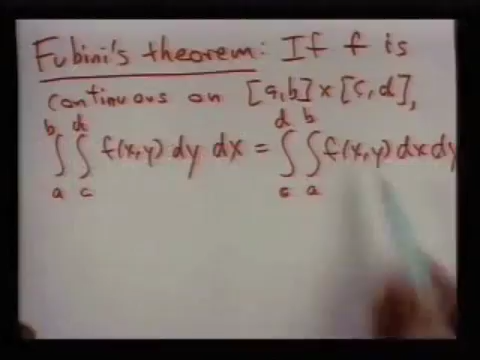 Fubini's theorem: If f is
continuous on [a,b] × [c,d],
∫_a^b ∫_c^d f(x,y) dy dx = ∫_c^d ∫_a^b f(x,y) dx dy